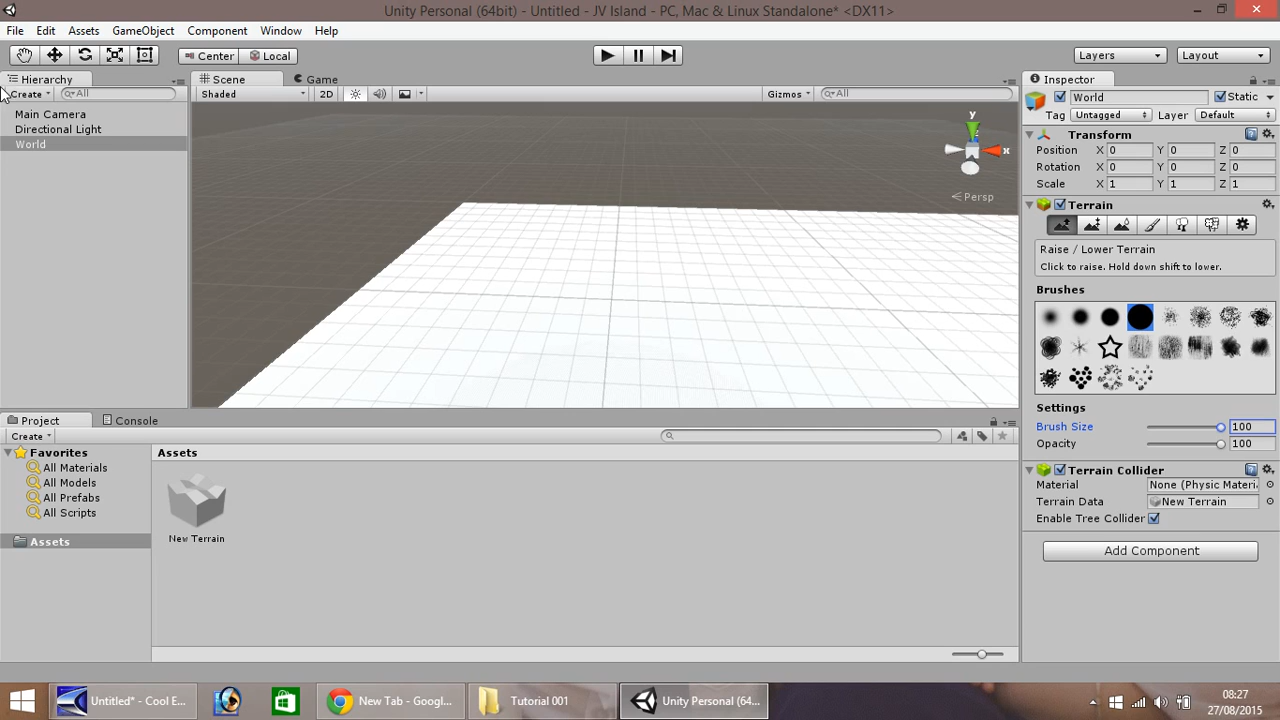 Unity Personal (64bit) - Untitled - JV Island - PC, Mac & Linux Standalone* <DX11>
File Edit Assets GameObject Component Window Help
Center Local Layers Layout
Hierarchy Scene Game Inspector
Create All Shaded 2D Gizmos All World Static
Main Camera
Directional Light
World
y
x
Persp
Tag Untagged Layer Default
Transform
Position X 0 Y 0 Z 0
Rotation X 0 Y 0 Z 0
Scale X 1 Y 1 Z 1
Terrain
Raise / Lower Terrain
Click to raise. Hold down shift to lower.
Brushes
Settings
Brush Size 100
Opacity 100
Terrain Collider
Material None (Physic Materi
Terrain Data New Terrain
Enable Tree Collider
Add Component
Project Console
Create
Favorites
All Materials
All Models
All Prefabs
All Scripts
Assets
Assets
New Terrain
Untitled* - Cool E... New Tab - Googl... Tutorial 001 Unity Personal (64...
08:27
27/08/2015